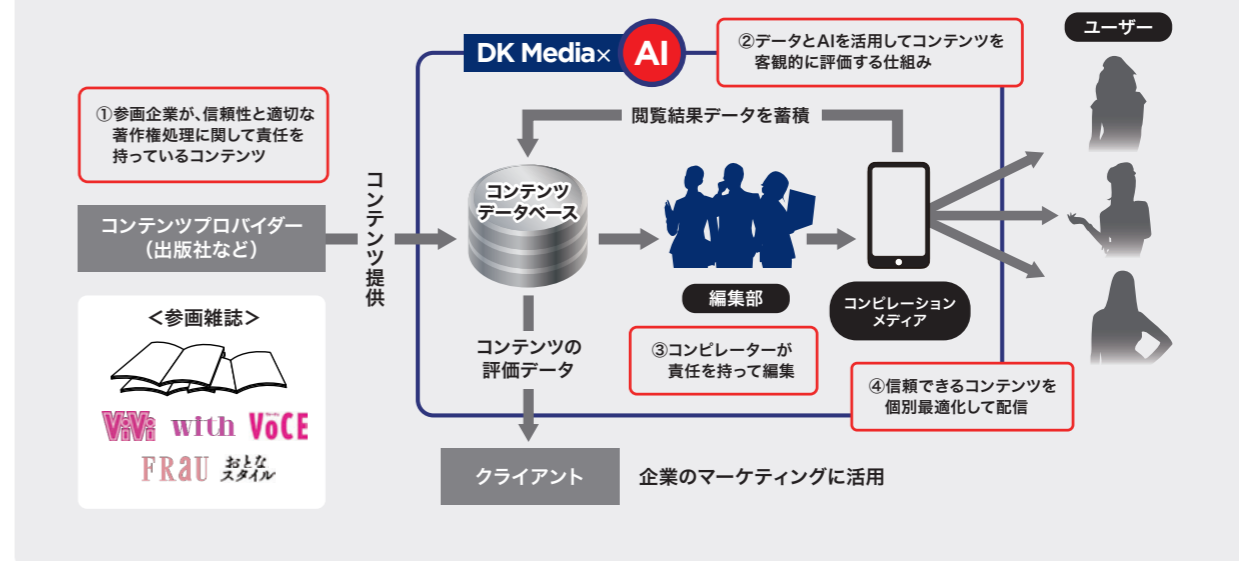 DK Media× AI
②データとAIを活用してコンテンツを
客観的に評価する仕組み
ユーザー
①参画企業が、信頼性と適切な
著作権処理に関して責任を
持っているコンテンツ
閲覧結果データを蓄積
コンテンツプロバイダー
（出版社など）
コンテンツ提供
コンテンツ
データベース
編集部
コンピレーション
メディア
＜参画雑誌＞
ViVi with VoCE
FRaU おとな
スタイル
コンテンツの
評価データ
③コンピレーターが
責任を持って編集
④信頼できるコンテンツを
個別最適化して配信
クライアント
企業のマーケティングに活用